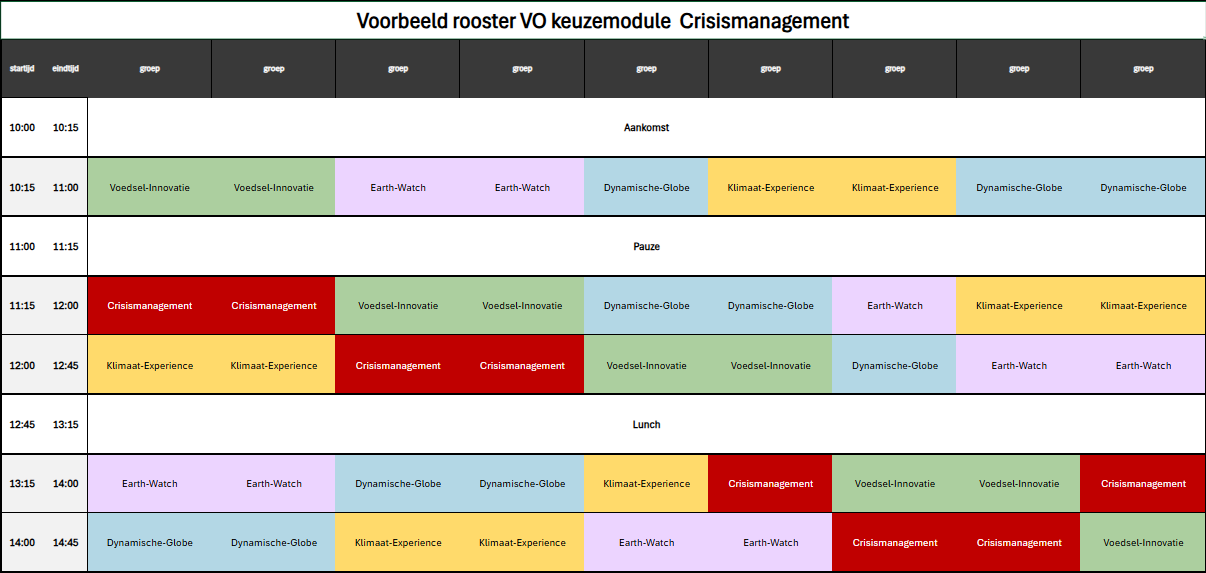 Voorbeeld rooster VO keuzemodule Crisismanagement
startijd eindtijd groep groep groep groep groep groep groep groep groep
10:00 10:15 Aankomst
10:15 11:00 Voedsel-Innovatie Voedsel-Innovatie Earth-Watch Earth-Watch Dynamische-Globe Klimaat-Experience Klimaat-Experience Dynamische-Globe Dynamische-Globe
11:00 11:15 Pauze
11:15 12:00 Crisismanagement Crisismanagement Voedsel-Innovatie Voedsel-Innovatie Dynamische-Globe Dynamische-Globe Earth-Watch Klimaat-Experience Klimaat-Experience
12:00 12:45 Klimaat-Experience Klimaat-Experience Crisismanagement Crisismanagement Voedsel-Innovatie Voedsel-Innovatie Dynamische-Globe Earth-Watch Earth-Watch
12:45 13:15 Lunch
13:15 14:00 Earth-Watch Earth-Watch Dynamische-Globe Dynamische-Globe Klimaat-Experience Crisismanagement Voedsel-Innovatie Voedsel-Innovatie Crisismanagement
14:00 14:45 Dynamische-Globe Dynamische-Globe Klimaat-Experience Klimaat-Experience Earth-Watch Earth-Watch Crisismanagement Crisismanagement Voedsel-Innovatie